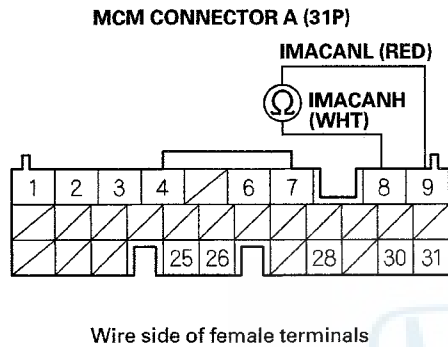 MCM CONNECTOR A (31P)
IMACANL (RED)
Ω IMACANH
(WHT)
1 2 3 4 6 7 8 9
25 26 28 30 31
Wire side of female terminals